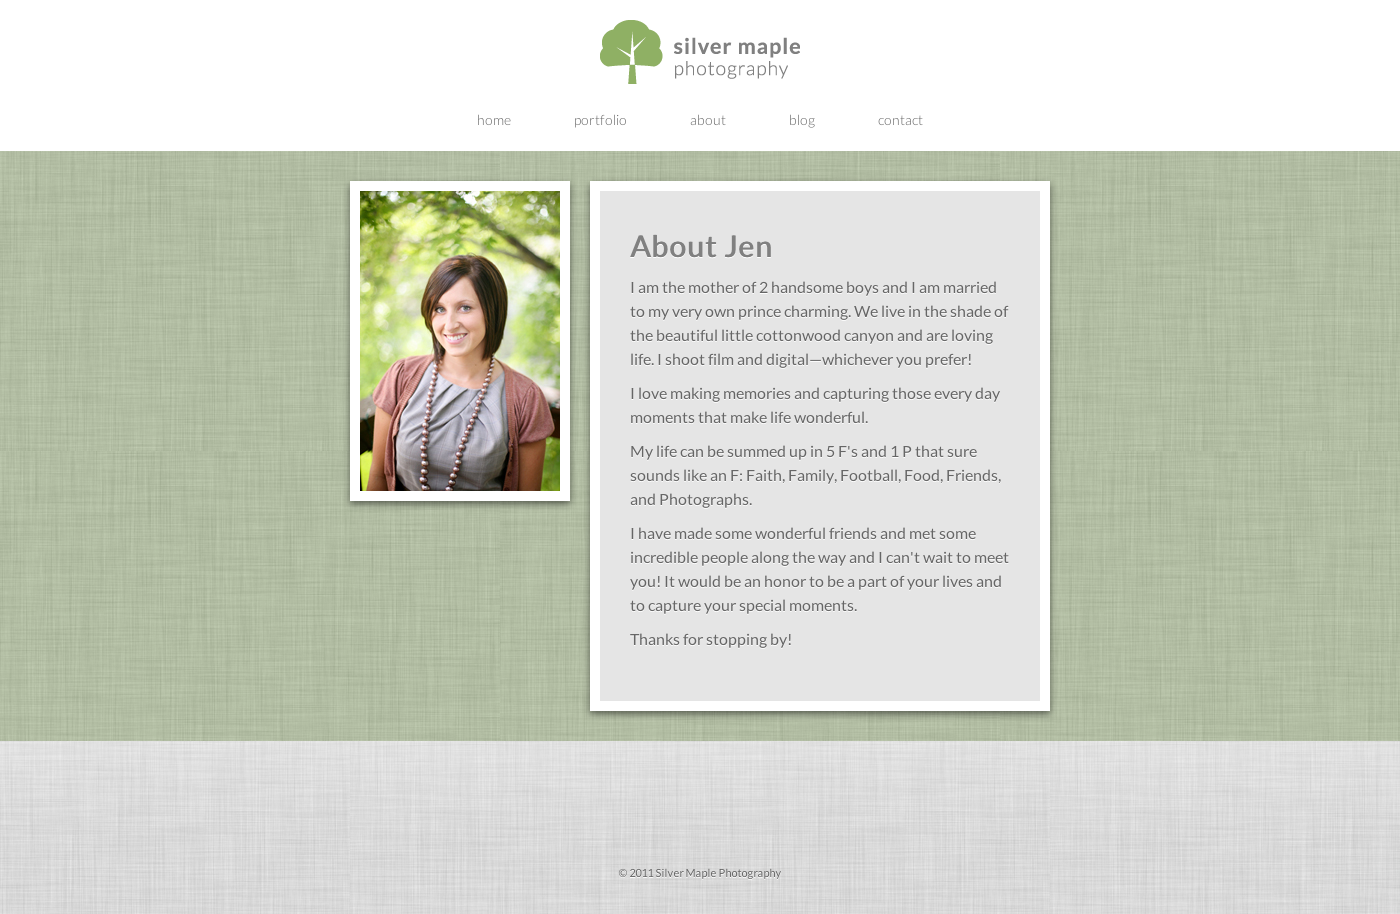 silver maple
photography
home portfolio about blog contact
About Jen
I am the mother of 2 handsome boys and I am married
to my very own prince charming. We live in the shade of
the beautiful little cottonwood canyon and are loving
life. I shoot film and digital—whichever you prefer!
I love making memories and capturing those every day
moments that make life wonderful.
My life can be summed up in 5 F's and 1 P that sure
sounds like an F: Faith, Family, Football, Food, Friends,
and Photographs.
I have made some wonderful friends and met some
incredible people along the way and I can't wait to meet
you! It would be an honor to be a part of your lives and
to capture your special moments.
Thanks for stopping by!
© 2011 Silver Maple Photography